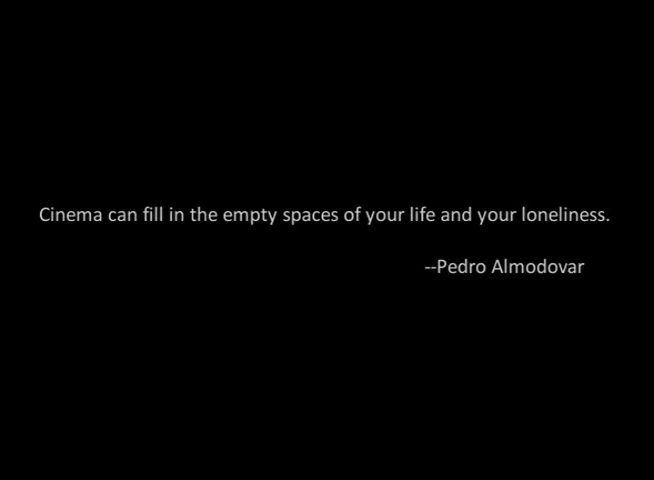 Cinema can fill in the empty spaces of your life and your loneliness.
--Pedro Almodovar